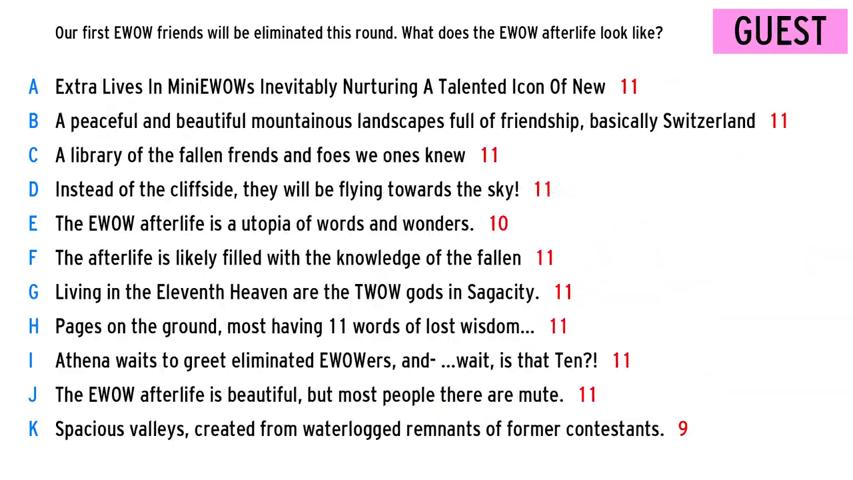 Our first EWOW friends will be eliminated this round. What does the EWOW afterlife look like?
GUEST
A Extra Lives In MiniEWOWs Inevitably Nurturing A Talented Icon Of New 11
B A peaceful and beautiful mountainous landscapes full of friendship, basically Switzerland 11
C A library of the fallen frends and foes we ones knew 11
D Instead of the cliffside, they will be flying towards the sky! 11
E The EWOW afterlife is a utopia of words and wonders. 10
F The afterlife is likely filled with the knowledge of the fallen 11
G Living in the Eleventh Heaven are the TWOW gods in Sagacity. 11
H Pages on the ground, most having 11 words of lost wisdom... 11
I Athena waits to greet eliminated EWOWers, and- ...wait, is that Ten?! 11
J The EWOW afterlife is beautiful, but most people there are mute. 11
K Spacious valleys, created from waterlogged remnants of former contestants. 9